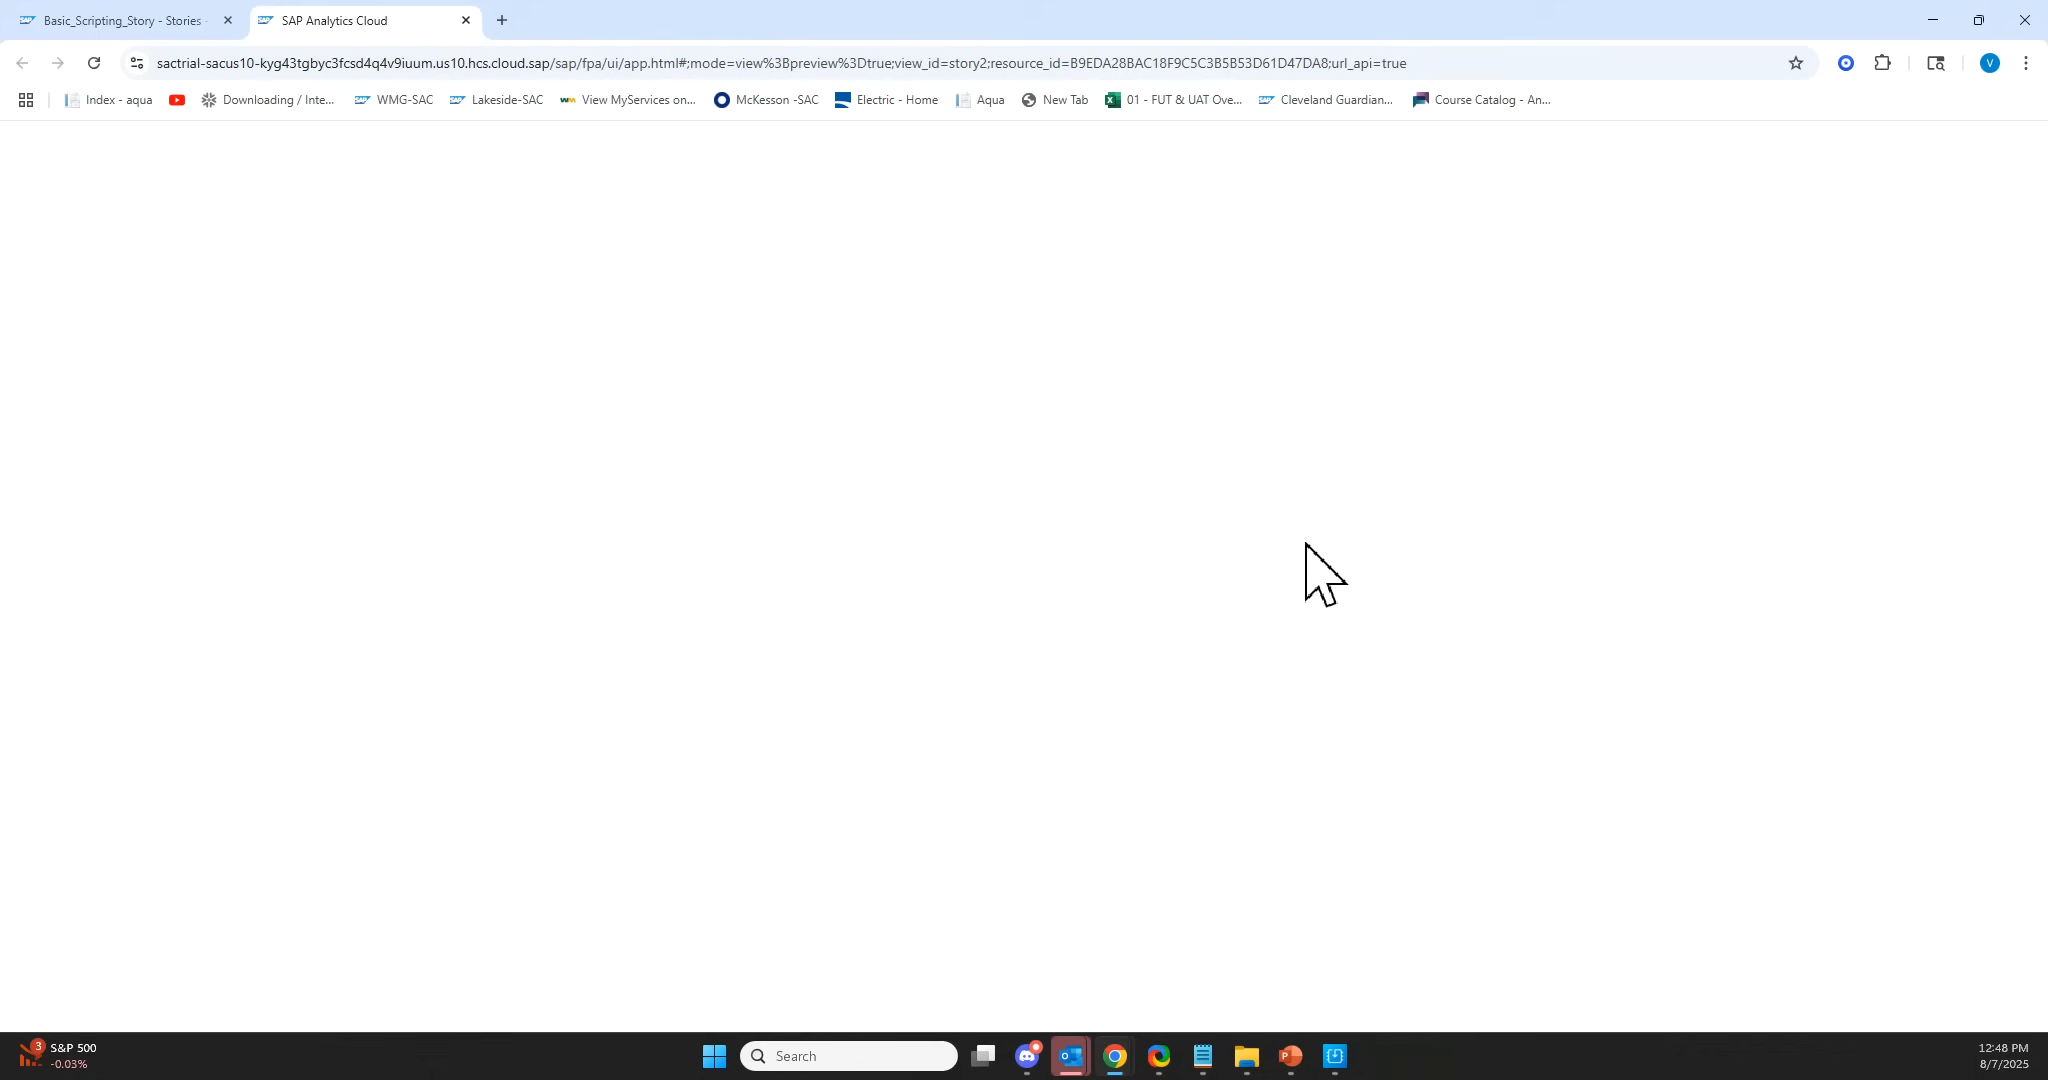 Basic_Scripting_Story - Stories
SAP Analytics Cloud
sactrial-sacus10-kyg43tgbyc3fcsd4q4v9iuum.us10.hcs.cloud.sap/sap/fpa/ui/app.html#;mode=view%3Bpreview%3Dtrue;view_id=story2;resource_id=B9EDA28BAC18F9C5C3B5B53D61D47DA8;url_api=true
V
Index - aqua
Downloading / Inte...
WMG-SAC
Lakeside-SAC
View MyServices on...
McKesson -SAC
Electric - Home
Aqua
New Tab
01 - FUT & UAT Ove...
Cleveland Guardian...
Course Catalog - An...
3
S&P 500
-0.03%
Search
12:48 PM
8/7/2025